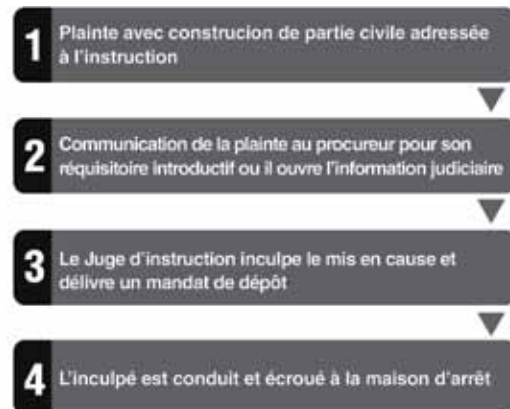 1 Plainte avec construcion de partie civile adressée
à l'instruction
2 Communication de la plainte au procureur pour son
réquisitoire introductif ou il ouvre l'information judiciaire
3 Le Juge d'instruction inculpe le mis en cause et
délivre un mandat de dépôt
4 L'inculpé est conduit et écroué à la maison d'arrêt